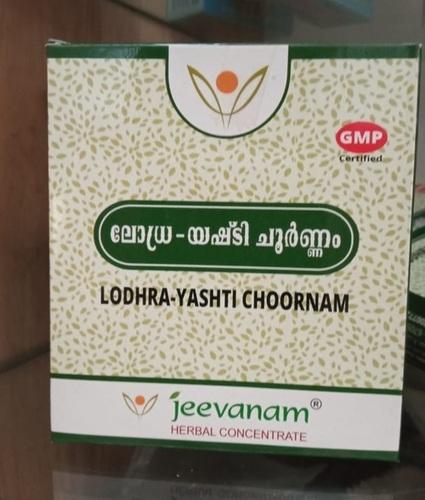 GMP
Certified
ലോധ്ര-യഷ്ടി ചൂർണ്ണം
LODHRA-YASHTI CHOORNAM
jeevanam®
HERBAL CONCENTRATE